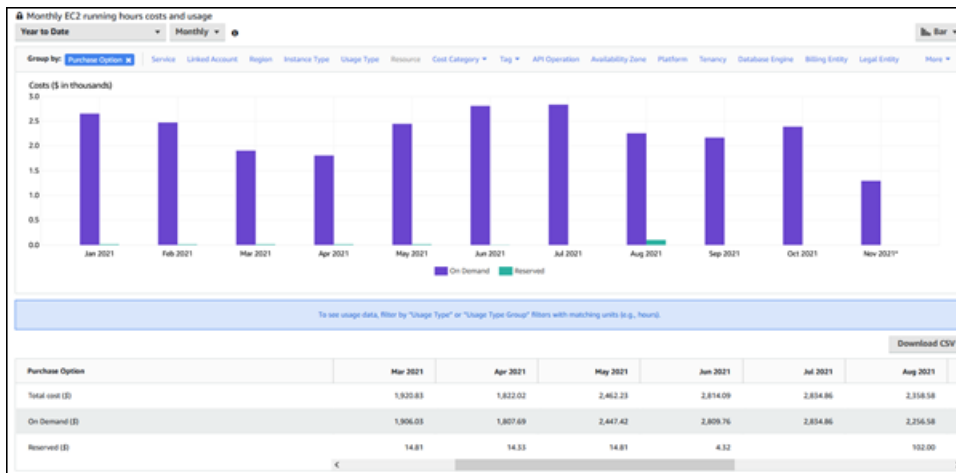 Monthly EC2 running hours costs and usage
Year to Date Monthly Bar
Group by: Purchase Option × Service Linked Account Region Instance Type Usage Type Resource Cost Category Tag API Operation Availability Zone Platform Tenancy Database Engine Billing Entity Legal Entity More
Costs ($ in thousands)
3.0
2.5
2.0
1.5
1.0
0.5
0.0
Jan 2021 Feb 2021 Mar 2021 Apr 2021 May 2021 Jun 2021 Jul 2021 Aug 2021 Sep 2021 Oct 2021 Nov 2021*
On Demand Reserved
To see usage data, filter by "Usage Type" or "Usage Type Group" filters with matching units (e.g., hours).
Download CSV
Purchase Option Mar 2021 Apr 2021 May 2021 Jun 2021 Jul 2021 Aug 2021
Total cost ($) 1,920.83 1,822.02 2,462.23 2,814.09 2,834.86 2,358.58
On Demand ($) 1,906.03 1,807.69 2,447.42 2,809.76 2,834.86 2,256.58
Reserved ($) 14.81 14.33 14.81 4.32 102.00